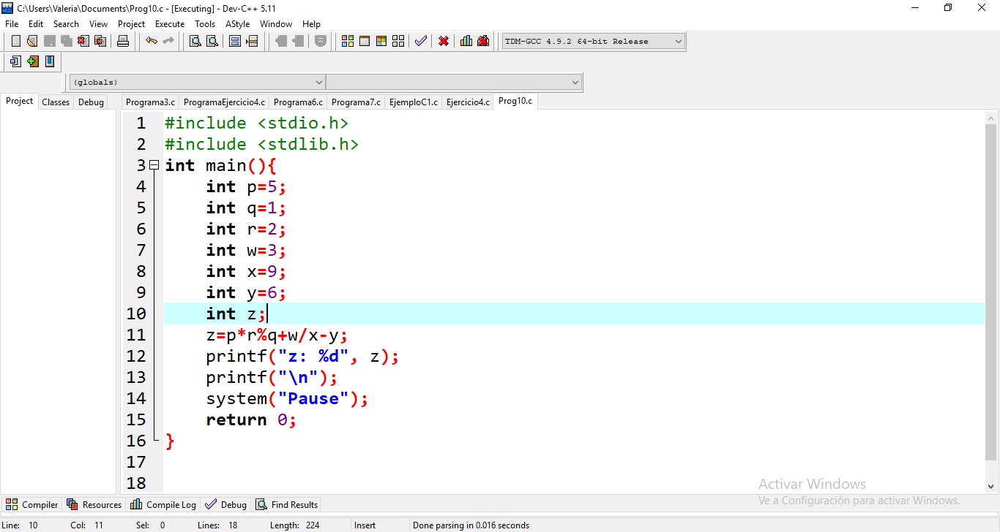 C:\Users\Valeria\Documents\Prog10.c - [Executing] - Dev-C++ 5.11
File Edit Search View Project Execute Tools AStyle Window Help
TDM-GCC 4.9.2 64-bit Release
(globals)
Project Classes Debug Programa3.c ProgramaEjercicio4.c Programa6.c Programa7.c EjemploC1.c Ejercicio4.c Prog10.c
1 #include <stdio.h>
2 #include <stdlib.h>
3 int main(){
4 int p=5;
5 int q=1;
6 int r=2;
7 int w=3;
8 int x=9;
9 int y=6;
10 int z;
11 z=p*r%q+w/x-y;
12 printf("z: %d", z);
13 printf("\n");
14 system("Pause");
15 return 0;
16 }
17
18
Activar Windows
Ve a Configuración para activar Windows.
Compiler Resources Compile Log Debug Find Results
Line: 10 Col: 11 Sel: 0 Lines: 18 Length: 224 Insert Done parsing in 0.016 seconds